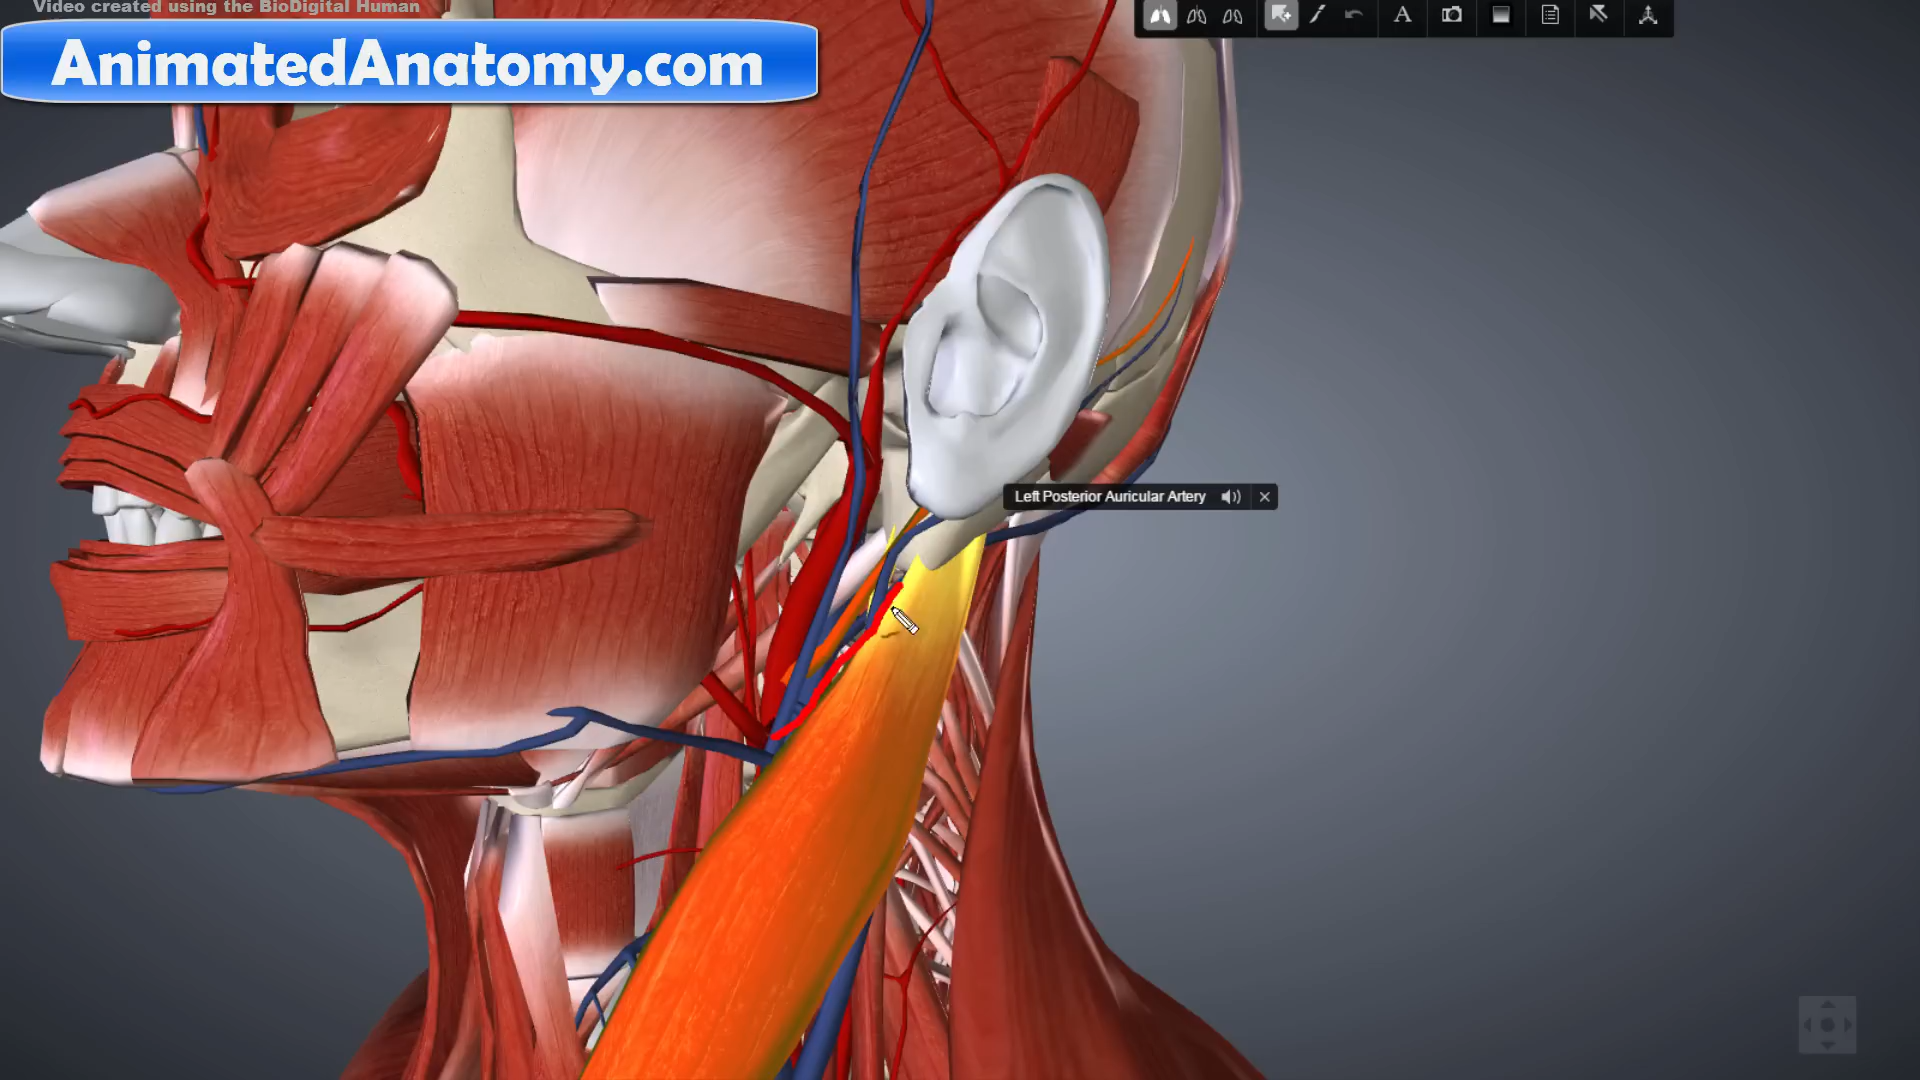 Video created using the BioDigital Human
AnimatedAnatomy.com
A
Left Posterior Auricular Artery